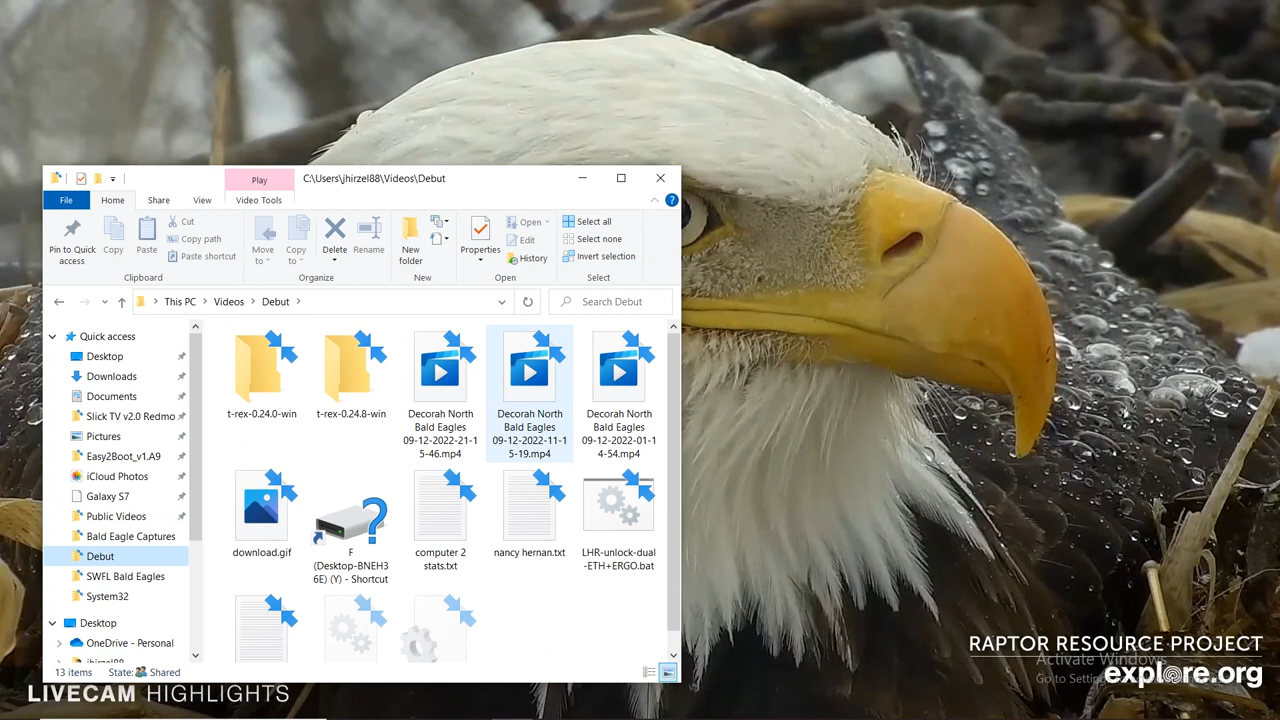 Play
C:\Users\jhirzel88\Videos\Debut
File
Home
Share
View
Video Tools
Pin to Quick access
Copy
Paste
Cut
Copy path
Paste shortcut
Clipboard
Move to
Copy to
Delete
Rename
Organize
New folder
New
Properties
Open
Edit
History
Open
Select all
Select none
Invert selection
Select
This PC > Videos > Debut >
Search Debut
Quick access
Desktop
Downloads
Documents
Slick TV v2.0 Redmo
Pictures
Easy2Boot_v1.A9
iCloud Photos
Galaxy S7
Public Videos
Bald Eagle Captures
Debut
SWFL Bald Eagles
System32
Desktop
OneDrive - Personal
jhirzel88
t-rex-0.24.0-win
t-rex-0.24.8-win
Decorah North
Bald Eagles
09-12-2022-21-1
5-46.mp4
Decorah North
Bald Eagles
09-12-2022-11-1
5-19.mp4
Decorah North
Bald Eagles
09-12-2022-01-1
4-54.mp4
download.gif
F
(Desktop-BNEH3
6E) (Y) - Shortcut
computer 2
stats.txt
nancy hernan.txt
LHR-unlock-dual
-ETH+ERGO.bat
13 items
State:
Shared
LIVECAM HIGHLIGHTS
RAPTOR RESOURCE PROJECT
Activate Windows
Go to Setting
explore.org